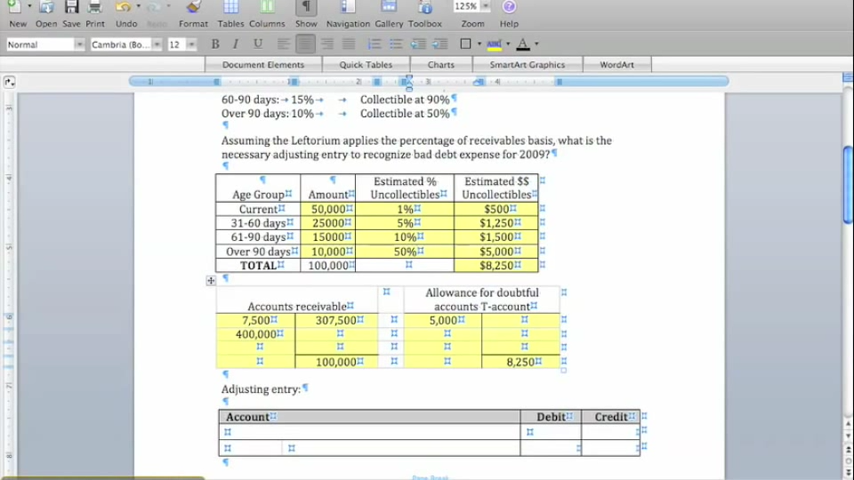 125%
New Open Save Print Undo Format Tables Columns Show Navigation Gallery Toolbox Zoom Help
Normal Cambria (Bo... 12 B I U A
Document Elements Quick Tables Charts SmartArt Graphics WordArt
60-90 days: 15% Collectible at 90%
Over 90 days: 10% Collectible at 50%
Assuming the Leftorium applies the percentage of receivables basis, what is the
necessary adjusting entry to recognize bad debt expense for 2009?
Age Group Amount Estimated % Uncollectibles Estimated $$ Uncollectibles
Current 50,000 1% $500
31-60 days 25000 5% $1,250
61-90 days 15000 10% $1,500
Over 90 days 10,000 50% $5,000
TOTAL 100,000 $8,250
Accounts receivable Allowance for doubtful accounts T-account
7,500 307,500 5,000
400,000
100,000 8,250
Adjusting entry:
Account Debit Credit